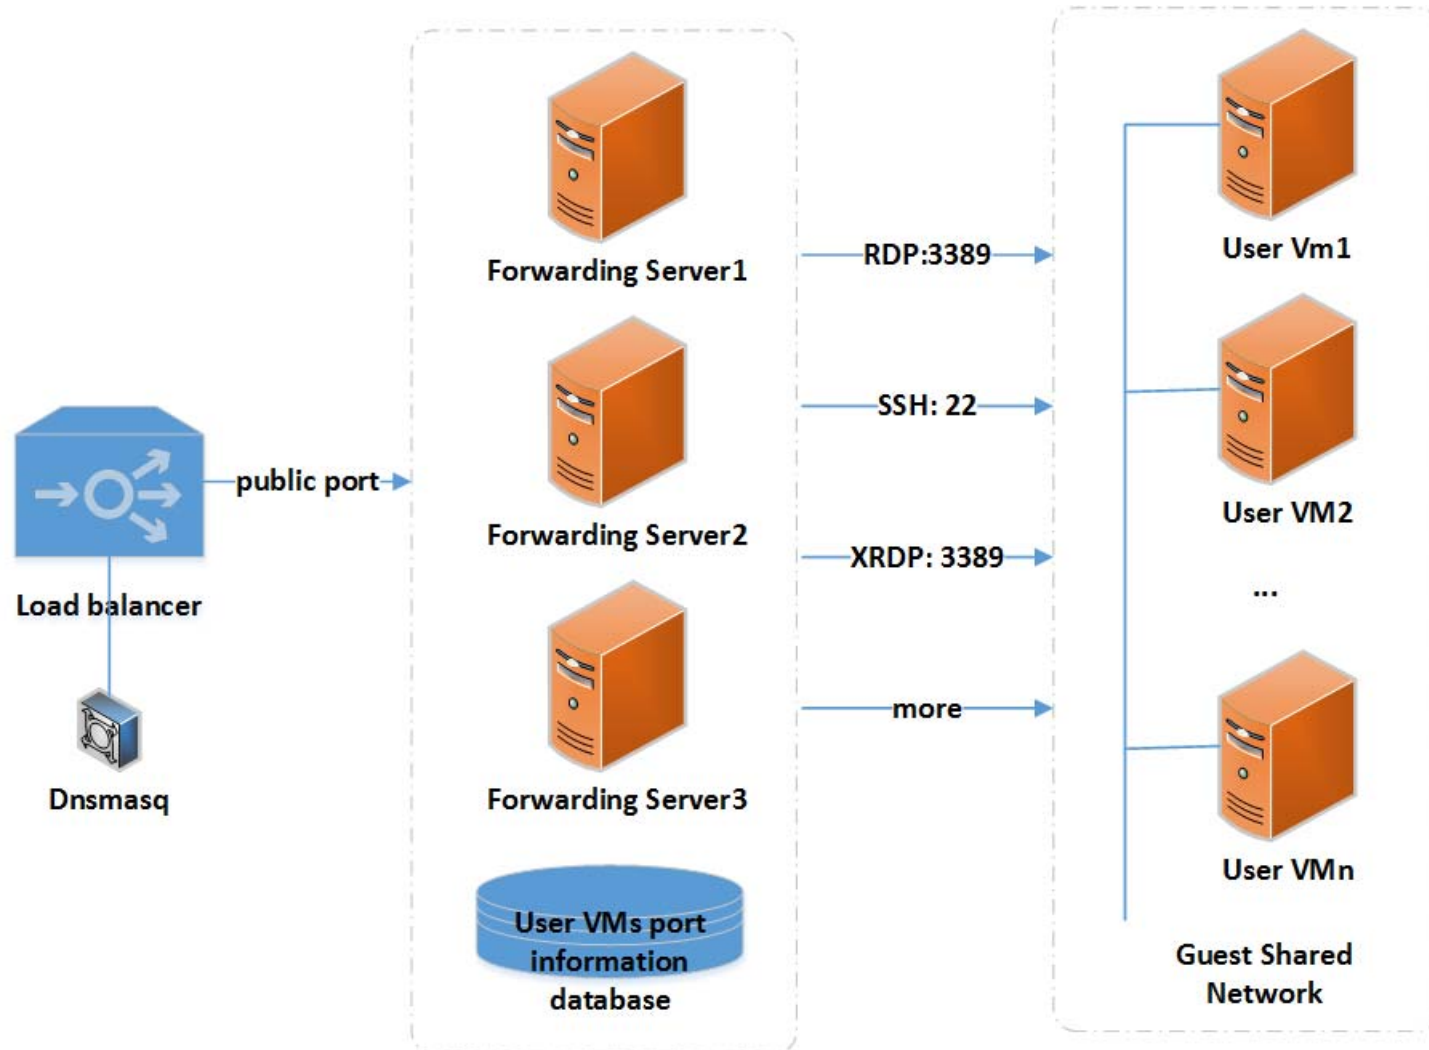 Load balancer
Dnsmasq
public port
Forwarding Server1
Forwarding Server2
Forwarding Server3
User VMs port
information
database
RDP:3389
SSH: 22
XRDP: 3389
more
User Vm1
User VM2
...
User VMn
Guest Shared
Network